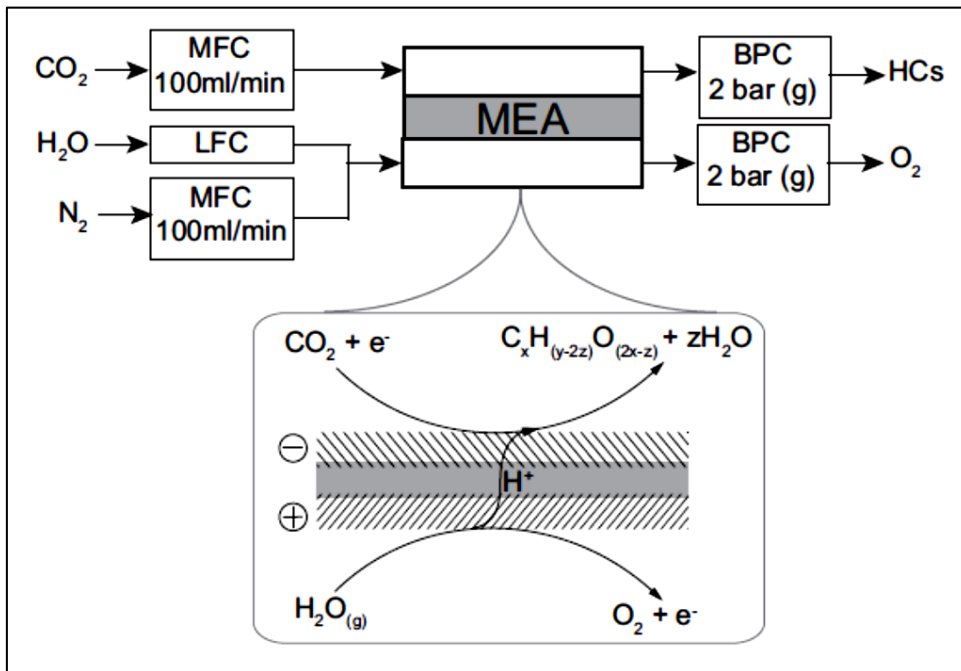 CO₂
MFC
100ml/min
BPC
2 bar (g)
HCs
MEA
H₂O
LFC
BPC
2 bar (g)
O₂
N₂
MFC
100ml/min
CO₂ + e⁻
CₓH₍y₋₂z₎O₍₂ₓ₋z₎ + zH₂O
−
H⁺
+
H₂O₍g₎
O₂ + e⁻